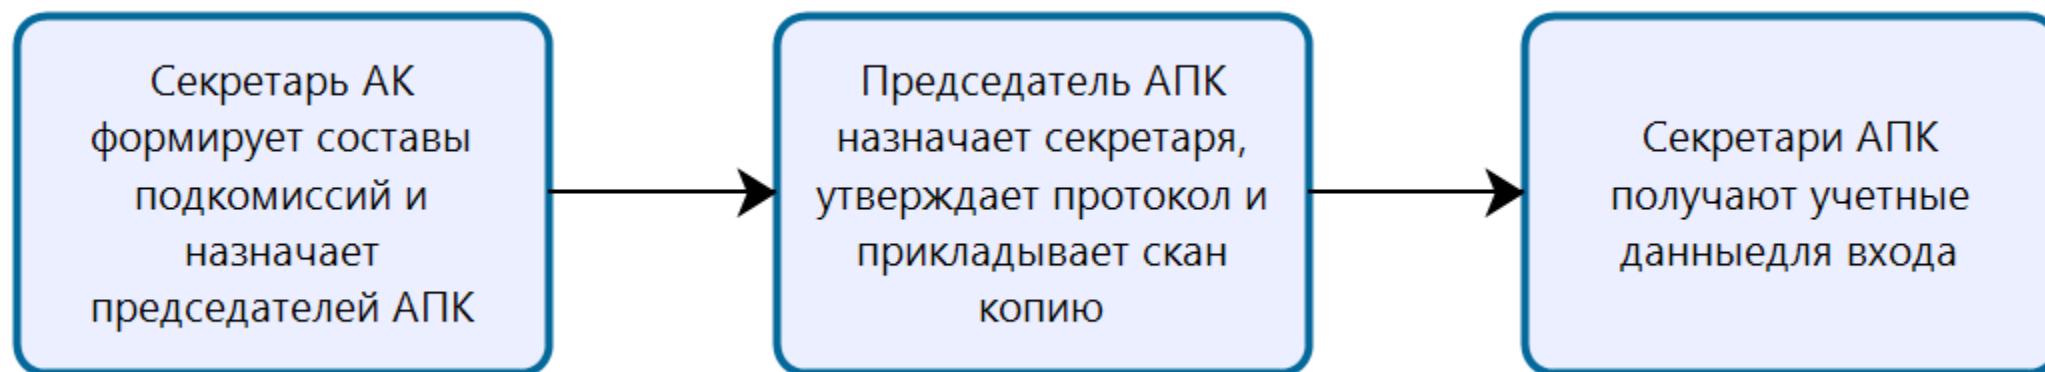 Секретарь АК
формирует составы
подкомиссий и
назначает
председателей АПК
Председатель АПК
назначает секретаря,
утверждает протокол и
прикладывает скан
копию
Секретари АПК
получают учетные
данныедля входа